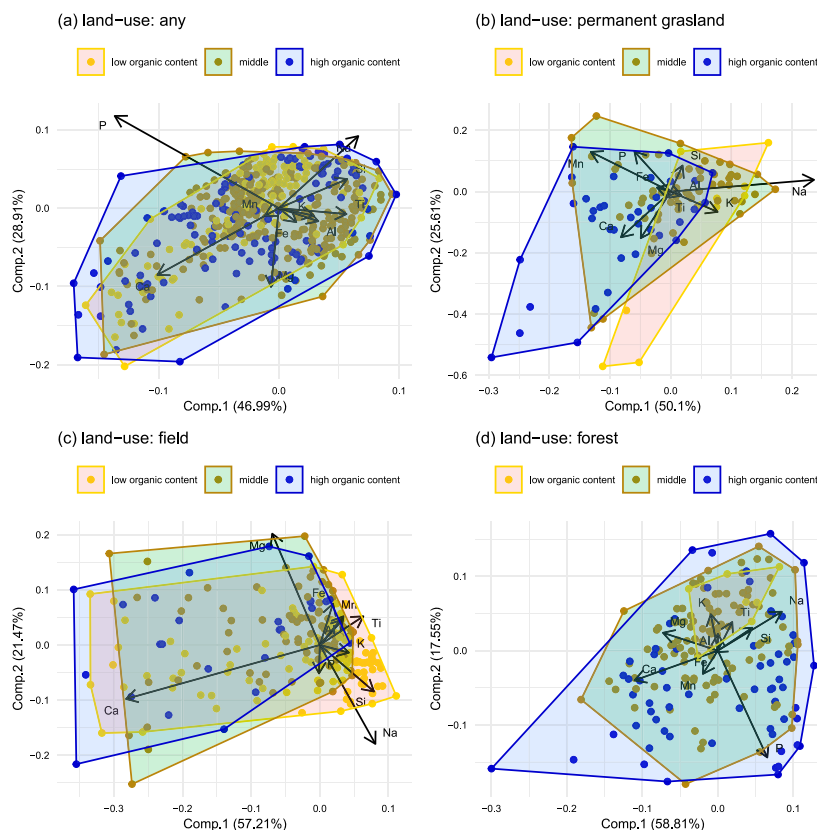 (a) land−use: any
low organic content middle high organic content
P
Na
Si
K
Mn
Ti
Fe
Al
Ca
Mg
0.1
0.0
−0.1
−0.2
−0.1 0.0 0.1
Comp.1 (46.99%)
Comp.2 (28.91%)
(b) land−use: permanent grasland
low organic content middle high organic content
Mn
P
Si
Fe
Al
Na
K
Ti
Ca
Mg
0.2
0.0
−0.2
−0.4
−0.6
−0.3 −0.2 −0.1 0.0 0.1 0.2
Comp.1 (50.1%)
Comp.2 (25.61%)
(c) land−use: field
low organic content middle high organic content
Mg
Fe
Mn
Ti
K
P
Ca
Si
Na
0.2
0.1
0.0
−0.1
−0.2
−0.3 −0.2 −0.1 0.0 0.1
Comp.1 (57.21%)
Comp.2 (21.47%)
(d) land−use: forest
low organic content middle high organic content
K
Na
Ti
Mg
Al
Si
Fe
Ca
Mn
P
0.1
0.0
−0.1
−0.3 −0.2 −0.1 0.0 0.1
Comp.1 (58.81%)
Comp.2 (17.55%)